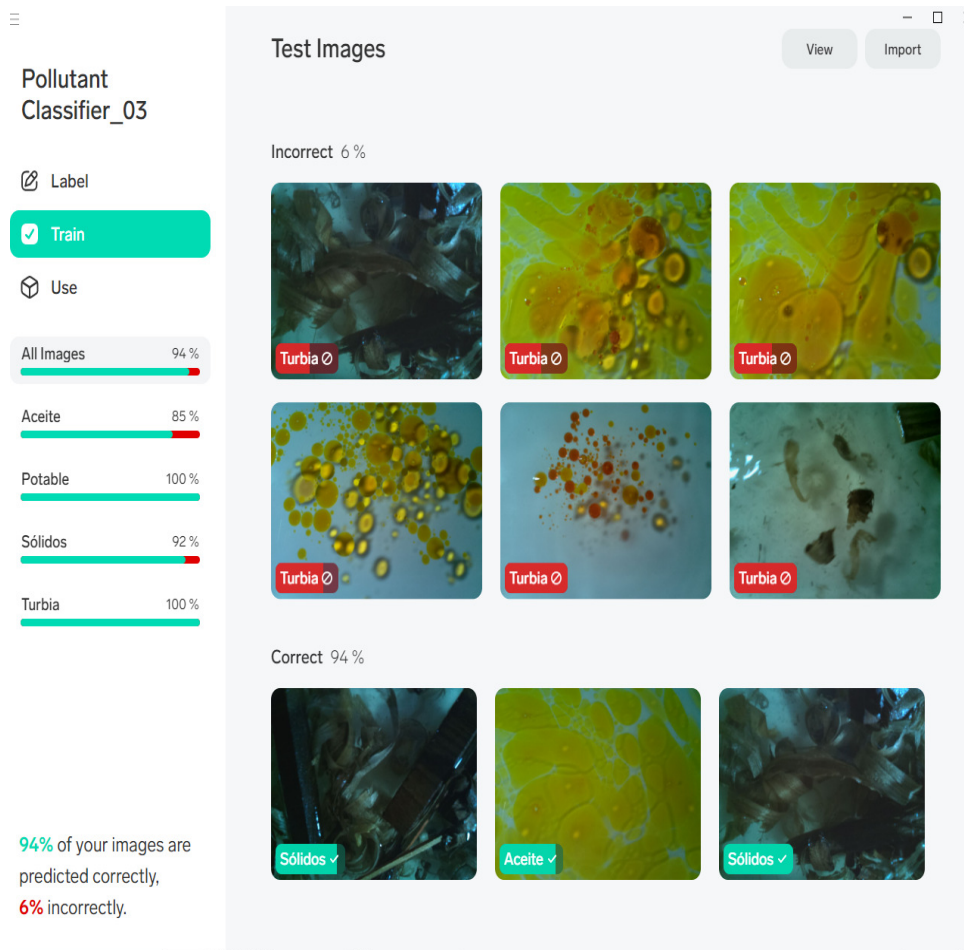 Pollutant
Classifier_03
Label
Train
Use
All Images 94 %
Aceite 85 %
Potable 100 %
Sólidos 92 %
Turbia 100 %
94% of your images are
predicted correctly,
6% incorrectly.
Test Images
View Import
Incorrect 6 %
Turbia Turbia Turbia
Turbia Turbia Turbia
Correct 94 %
Sólidos Aceite Sólidos